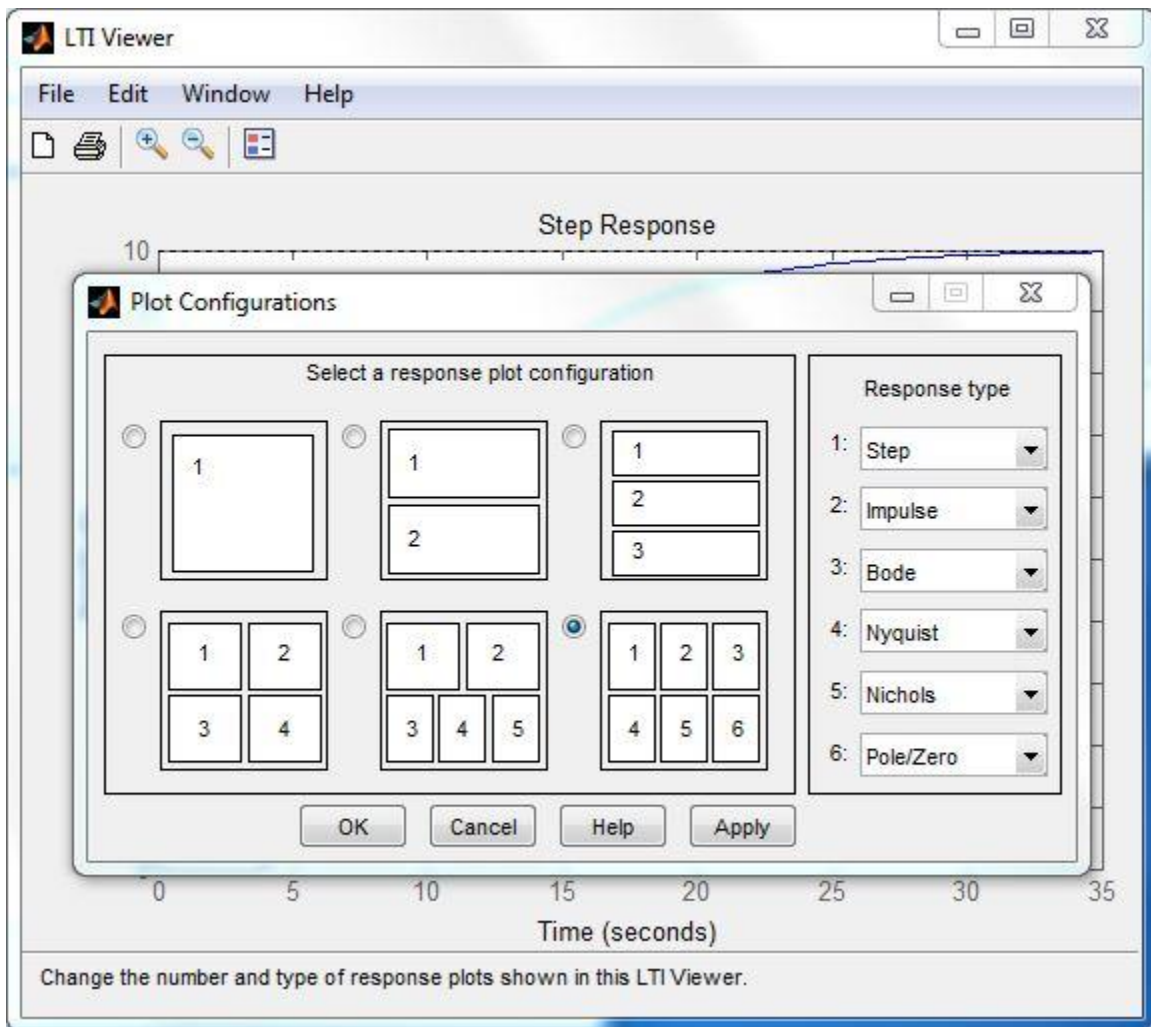 LTI Viewer
File Edit Window Help
Step Response
10
Plot Configurations
Select a response plot configuration
1
1
2
1
2
3
1 2
3 4
1 2
3 4 5
1 2 3
4 5 6
Response type
1: Step
2: Impulse
3: Bode
4: Nyquist
5: Nichols
6: Pole/Zero
OK Cancel Help Apply
0 5 10 15 20 25 30 35
Time (seconds)
Change the number and type of response plots shown in this LTI Viewer.